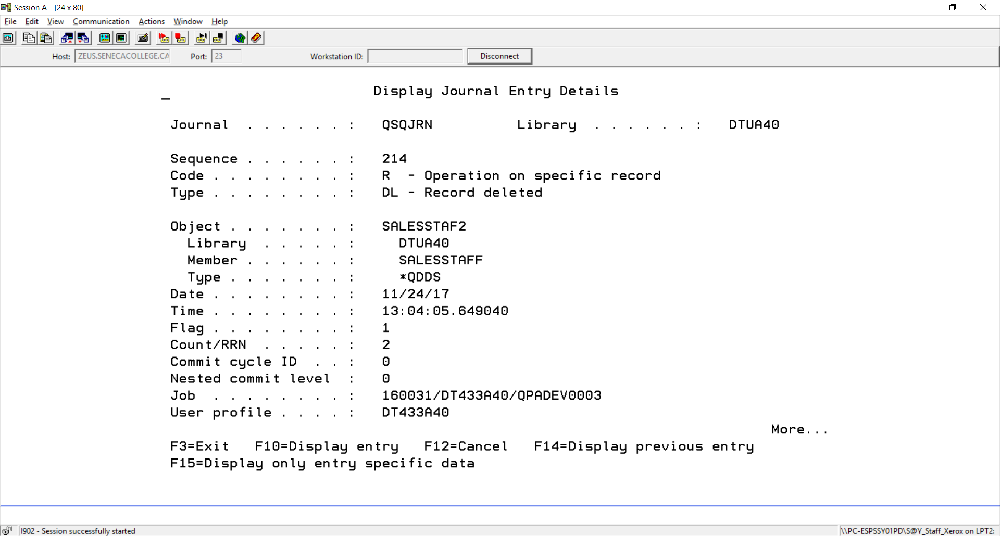 Session A - [24 x 80]
File Edit View Communication Actions Window Help
Host: ZEUS.SENECACOLLEGE.CA Port: 23 Workstation ID: Disconnect
Display Journal Entry Details
Journal . . . . . . : QSQJRN Library . . . . . . : DTUA40
Sequence . . . . . . : 214
Code . . . . . . . . : R - Operation on specific record
Type . . . . . . . . : DL - Record deleted
Object . . . . . . . : SALESSTAF2
Library . . . . . : DTUA40
Member . . . . . . : SALESSTAFF
Type . . . . . . . : *QDDS
Date . . . . . . . . : 11/24/17
Time . . . . . . . . : 13:04:05.649040
Flag . . . . . . . . : 1
Count/RRN . . . . . : 2
Commit cycle ID . . : 0
Nested commit level : 0
Job . . . . . . . . : 160031/DT433A40/QPADEV0003
User profile . . . . : DT433A40
More...
F3=Exit F10=Display entry F12=Cancel F14=Display previous entry
F15=Display only entry specific data
I902 - Session successfully started \\PC-ESPSSY01PD\S@Y_Staff_Xerox on LPT2: